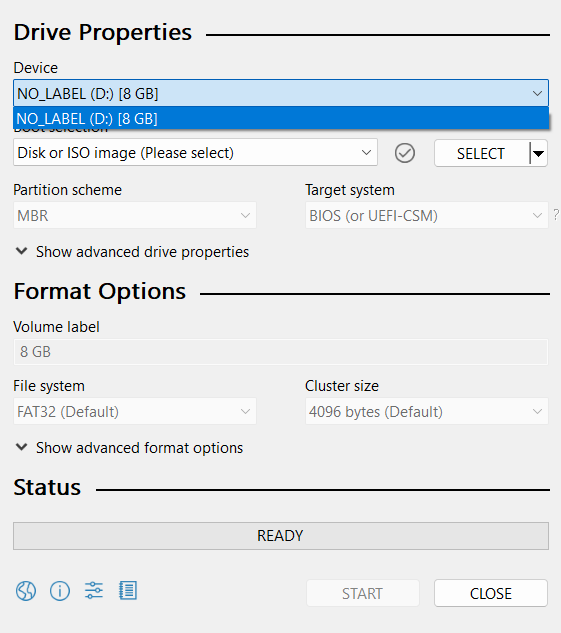 Drive Properties
Device
NO_LABEL (D:) [8 GB]
NO_LABEL (D:) [8 GB]
Boot selection
Disk or ISO image (Please select)
SELECT
Partition scheme
Target system
MBR
BIOS (or UEFI-CSM)
?
Show advanced drive properties
Format Options
Volume label
8 GB
File system
Cluster size
FAT32 (Default)
4096 bytes (Default)
Show advanced format options
Status
READY
START
CLOSE